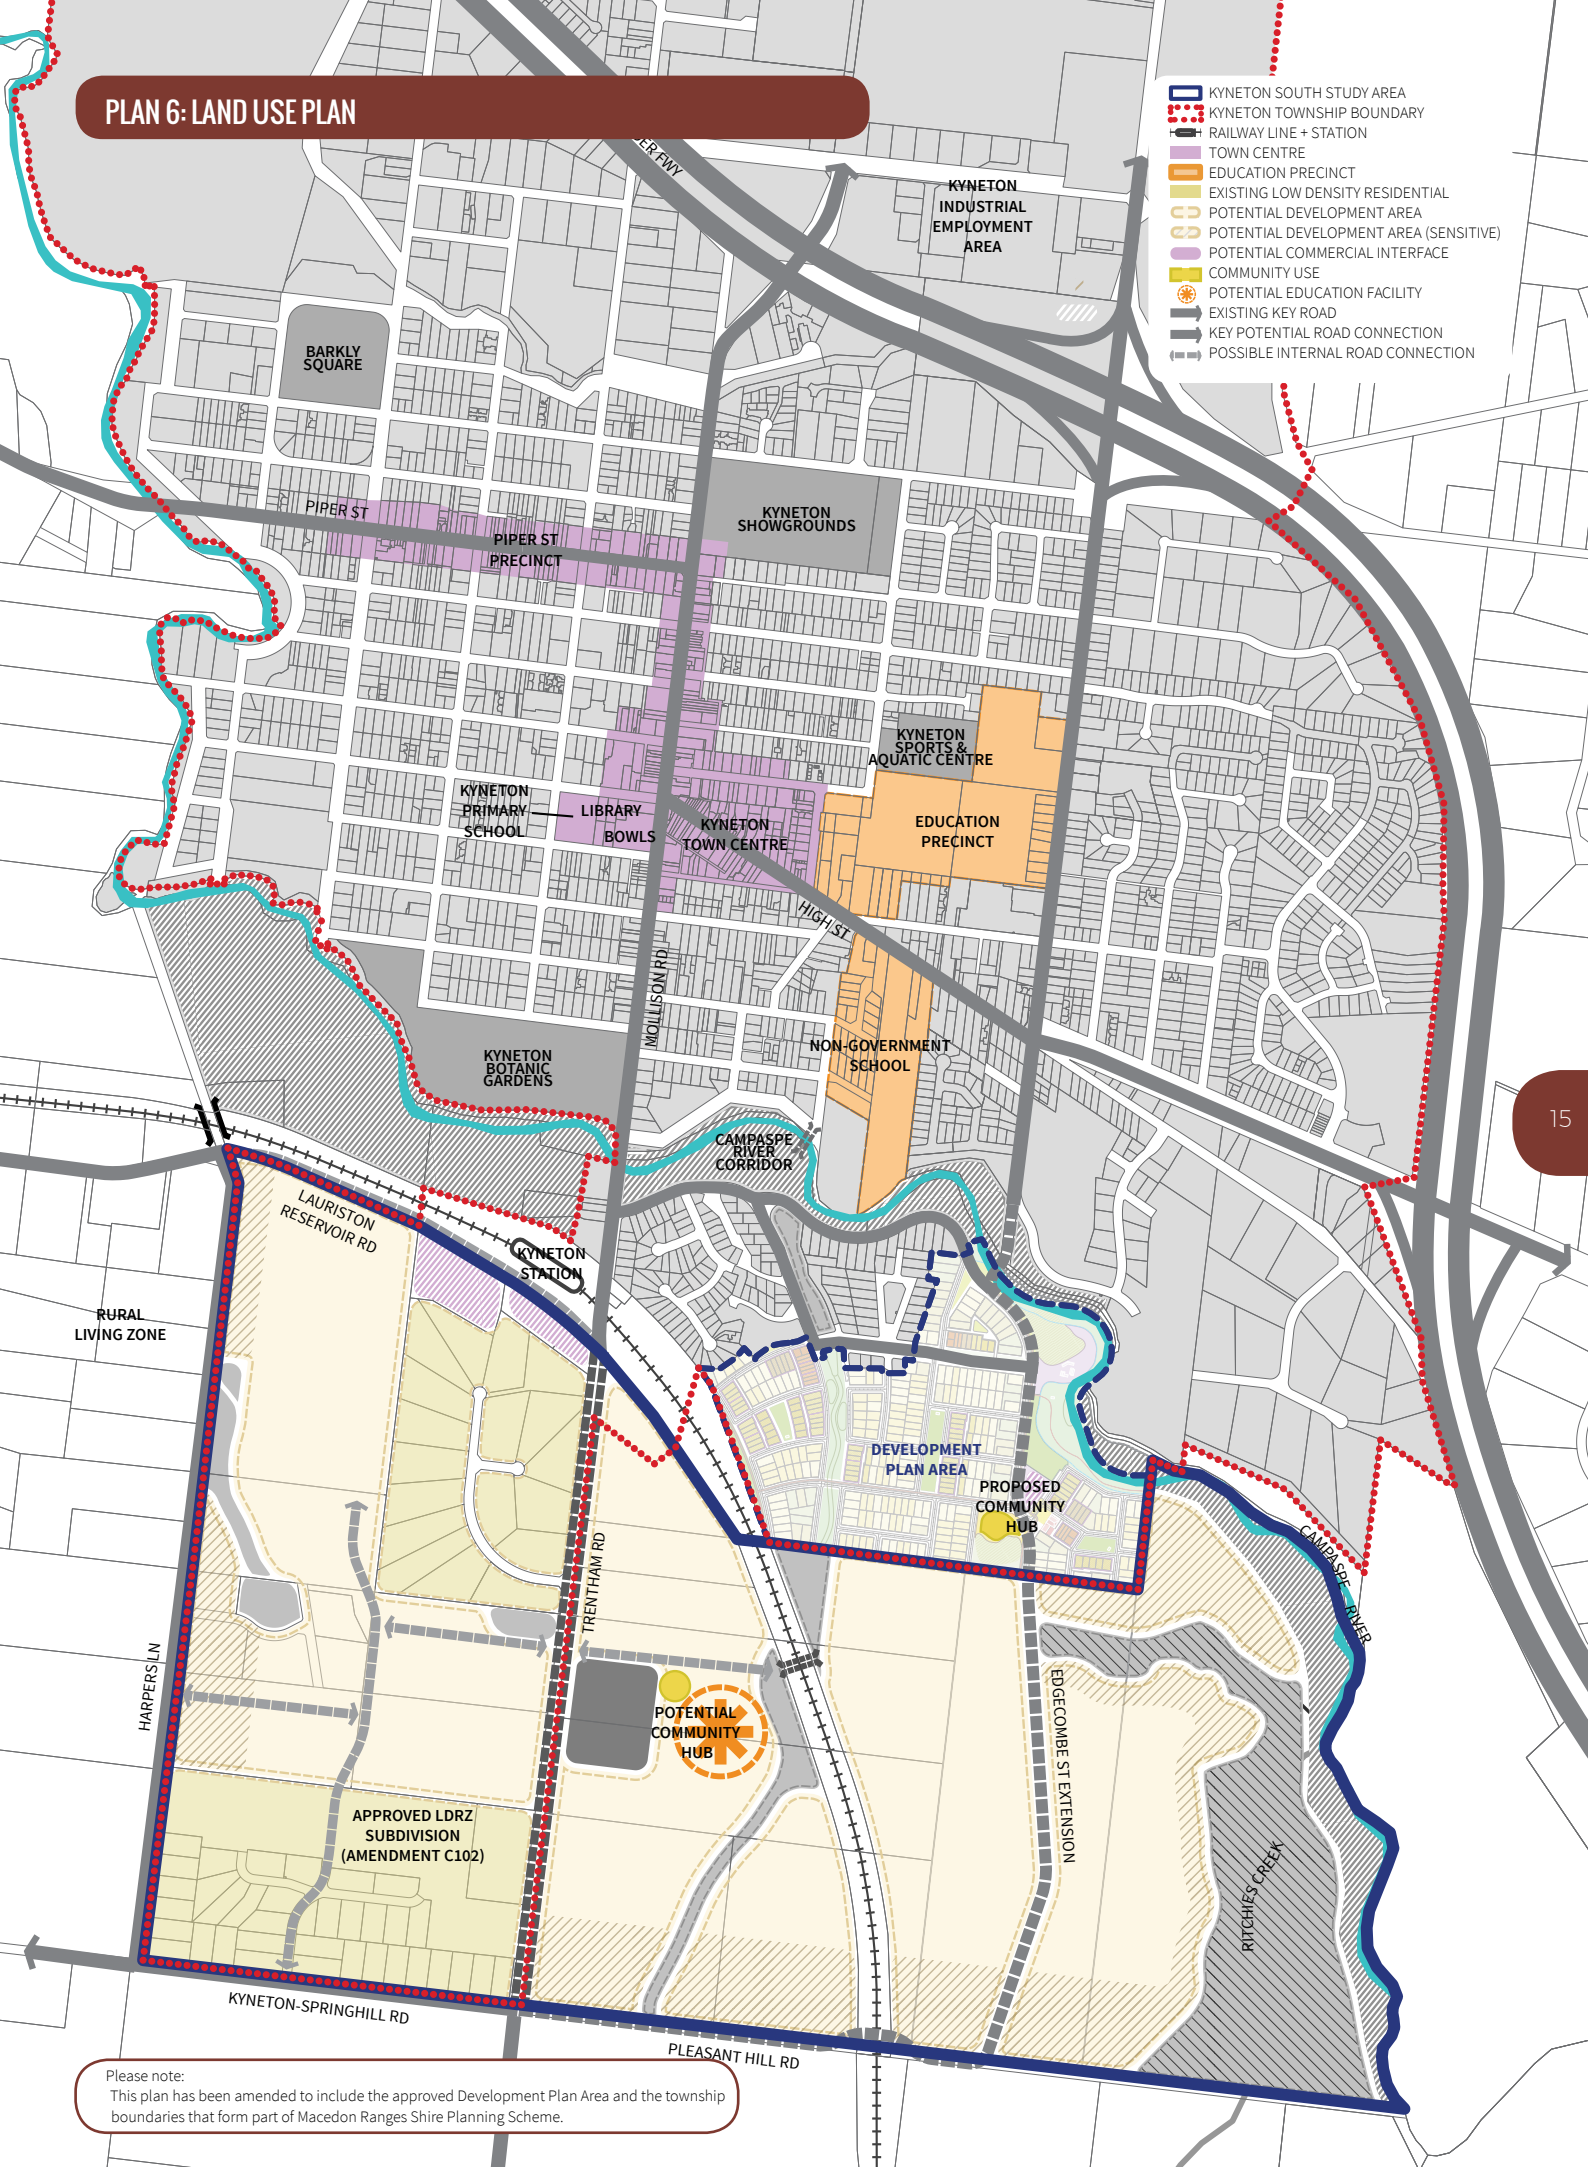 PLAN 6: LAND USE PLAN
KYNETON SOUTH STUDY AREA
KYNETON TOWNSHIP BOUNDARY
RAILWAY LINE + STATION
TOWN CENTRE
EDUCATION PRECINCT
EXISTING LOW DENSITY RESIDENTIAL
POTENTIAL DEVELOPMENT AREA
POTENTIAL DEVELOPMENT AREA (SENSITIVE)
POTENTIAL COMMERCIAL INTERFACE
COMMUNITY USE
POTENTIAL EDUCATION FACILITY
EXISTING KEY ROAD
KEY POTENTIAL ROAD CONNECTION
POSSIBLE INTERNAL ROAD CONNECTION
FWY
KYNETON
INDUSTRIAL
EMPLOYMENT
AREA
BARKLY
SQUARE
PIPER ST
PIPER ST
PRECINCT
KYNETON
SHOWGROUNDS
KYNETON
SPORTS &
AQUATIC CENTRE
KYNETON
PRIMARY
SCHOOL
LIBRARY
BOWLS
KYNETON
TOWN CENTRE
EDUCATION
PRECINCT
HIGH ST
MOLLISON RD
NON-GOVERNMENT
SCHOOL
KYNETON
BOTANIC
GARDENS
15
CAMPASPE
RIVER
CORRIDOR
LAURISTON
RESERVOIR RD
KYNETON
STATION
RURAL
LIVING ZONE
DEVELOPMENT
PLAN AREA
PROPOSED
COMMUNITY
HUB
CAMPASPE
RIVER
TRENTHAM RD
HARPERS LN
EDGECOMBE ST EXTENSION
POTENTIAL
COMMUNITY
HUB
APPROVED LDRZ
SUBDIVISION
(AMENDMENT C102)
RITCHIES CREEK
KYNETON-SPRINGHILL RD
PLEASANT HILL RD
Please note:
This plan has been amended to include the approved Development Plan Area and the township
boundaries that form part of Macedon Ranges Shire Planning Scheme.